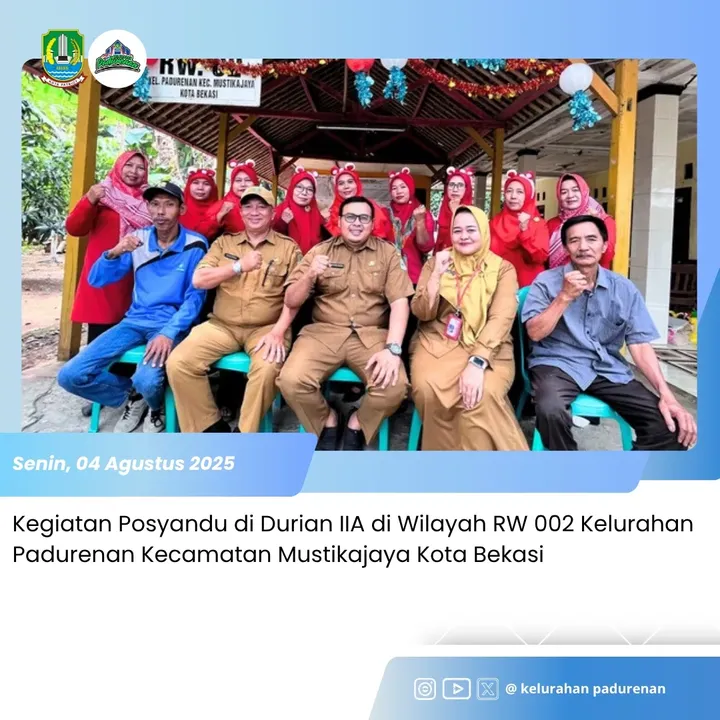 RW. 02
KEL. PADURENAN KEC. MUSTIKAJAYA
KOTA BEKASI
Senin, 04 Agustus 2025
Kegiatan Posyandu di Durian IIA di Wilayah RW 002 Kelurahan
Padurenan Kecamatan Mustikajaya Kota Bekasi
@ kelurahan padurenan